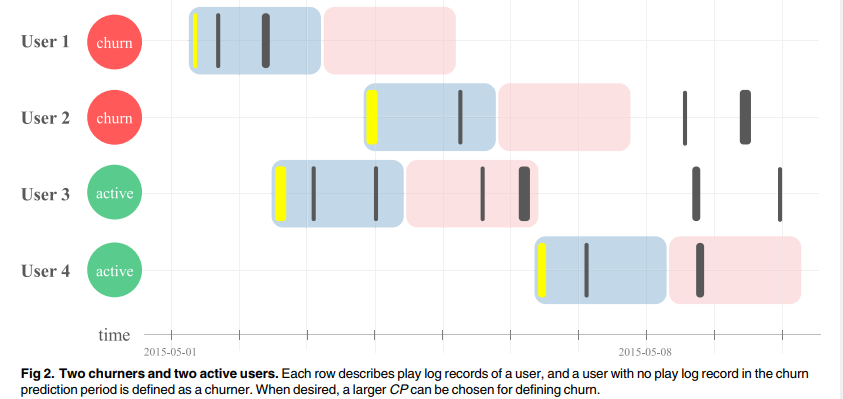 User 1 churn
User 2 churn
User 3 active
User 4 active
time
2015-05-01 2015-05-08
Fig 2. Two churners and two active users. Each row describes play log records of a user, and a user with no play log record in the churn
prediction period is defined as a churner. When desired, a larger CP can be chosen for defining churn.